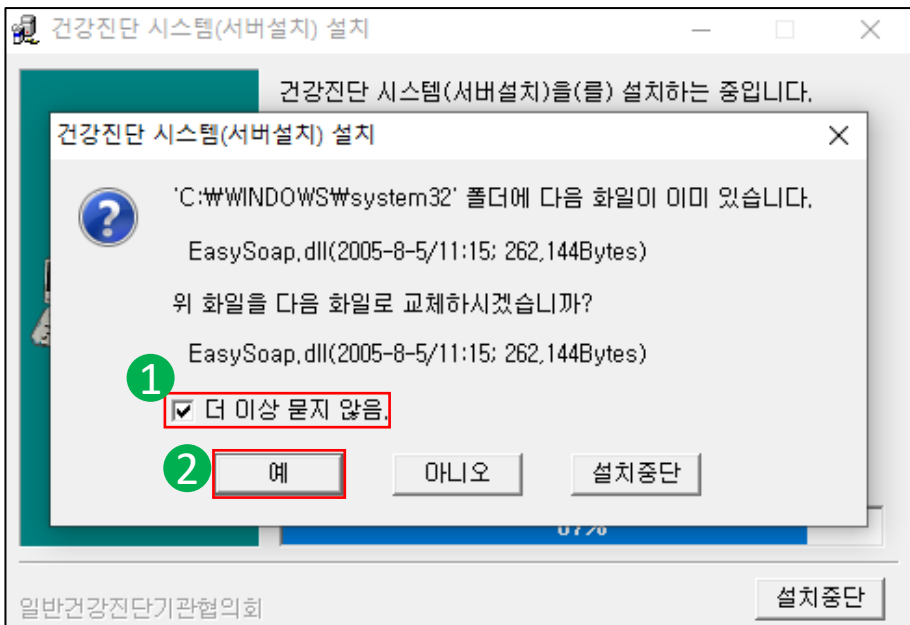 건강진단 시스템(서버설치) 설치
건강진단 시스템(서버설치)을(를) 설치하는 중입니다.
건강진단 시스템(서버설치) 설치
'C:₩WINDOWS₩system32' 폴더에 다음 화일이 이미 있습니다.
EasySoap.dll(2005-8-5/11:15; 262,144Bytes)
위 화일을 다음 화일로 교체하시겠습니까?
EasySoap.dll(2005-8-5/11:15; 262,144Bytes)
1
더 이상 묻지 않음.
2 예 아니오 설치중단
일반건강진단기관협의회 설치중단